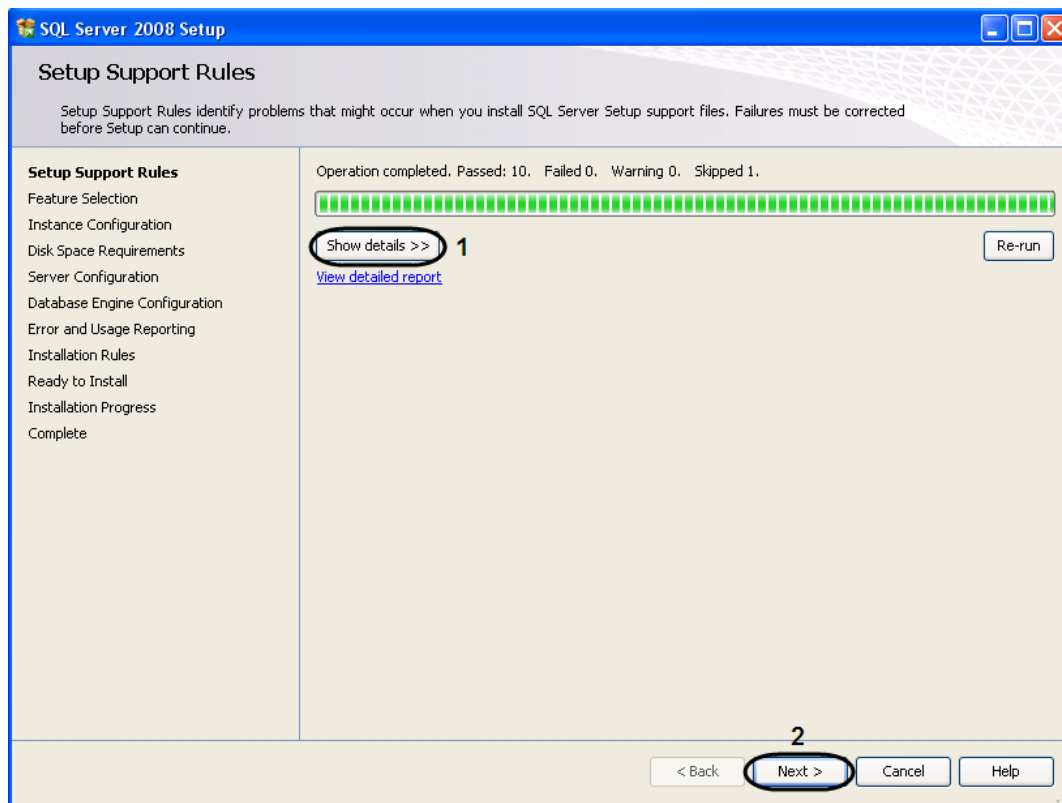 SQL Server 2008 Setup
Setup Support Rules
Setup Support Rules identify problems that might occur when you install SQL Server Setup support files. Failures must be corrected
before Setup can continue.
Setup Support Rules
Feature Selection
Instance Configuration
Disk Space Requirements
Server Configuration
Database Engine Configuration
Error and Usage Reporting
Installation Rules
Ready to Install
Installation Progress
Complete
Operation completed. Passed: 10. Failed 0. Warning 0. Skipped 1.
Show details >> 1
Re-run
View detailed report
2
< Back
Next >
Cancel
Help